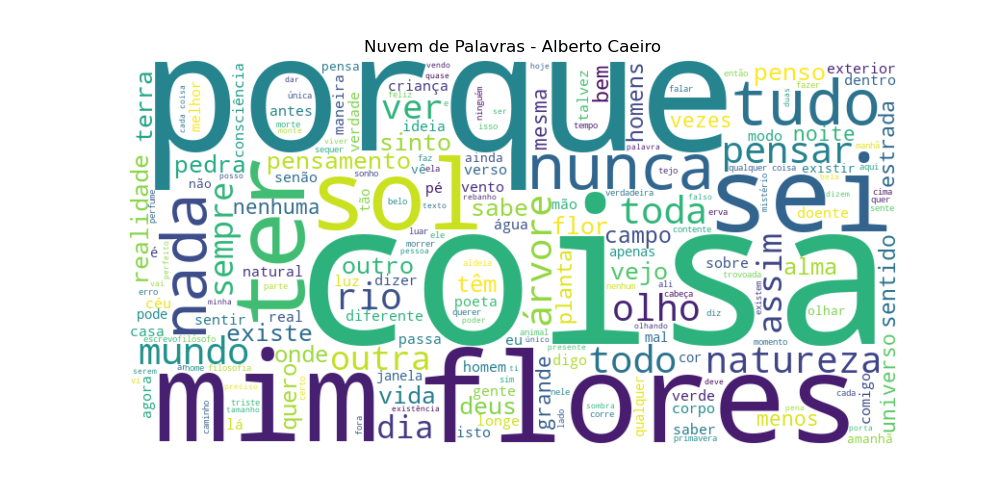 Nuvem de Palavras - Alberto Caeiro
porque
coisa
mim
flores
sol
sei
ter
tudo
nunca
nada
pensar
rio
olho
todo
natureza
mundo
outra
toda
árvore
assim
dia
vida
deus
ver
sempre
sinto
pensamento
pedra
realidade
terra
nenhuma
existe
outro
têm
onde
quero
campo
vejo
flor
planta
alma
penso
vezes
noite
estrada
homens
bem
mesma
criança
ideia
sabe
água
vento
verso
ainda
pé
vê
tão
mão
senão
maneira
antes
verdade
consciência
melhor
cada coisa
não
natural
real
sentir
céu
pode
casa
erro
luz
dizer
diferente
poeta
querer
poder
passa
eu
homem
janela
gente
longe
isto
grande
digo
cor
mal
sobre
apenas
verde
corpo
saber
menos
qualquer
comigo
amanhã
universo
sentido
olhar
doente
existir
modo
talvez
exterior
dentro
agora
lá
triste
tamanho
caminho
filosofia
preciso
certo
fora
existência
sim
ti
animal
único
presente
nenhum
ali
cabeça
olhando
diz
contente
erva
trovoada
existem
momento
mistério
dizem
falso
verdadeira
tejo
palavra
tempo
falar
hoje
então
fazer
duas
manhã
aqui
qualquer coisa
bela
cima
quer
sente
porta
cada
deve
pena
primavera
sombra
corre
nele
lado
aldeia
rebanho
texto
belo
sonho
faz
ela
luar
ele
morrer
pessoa
parte
minha
posso
perfume
perfeito
vai
escrevofilosofo
serem
vi
pensa
vendo
quase
feliz
e
ninguém
ser
isso
dar
única
morte
monte
viver
sequer